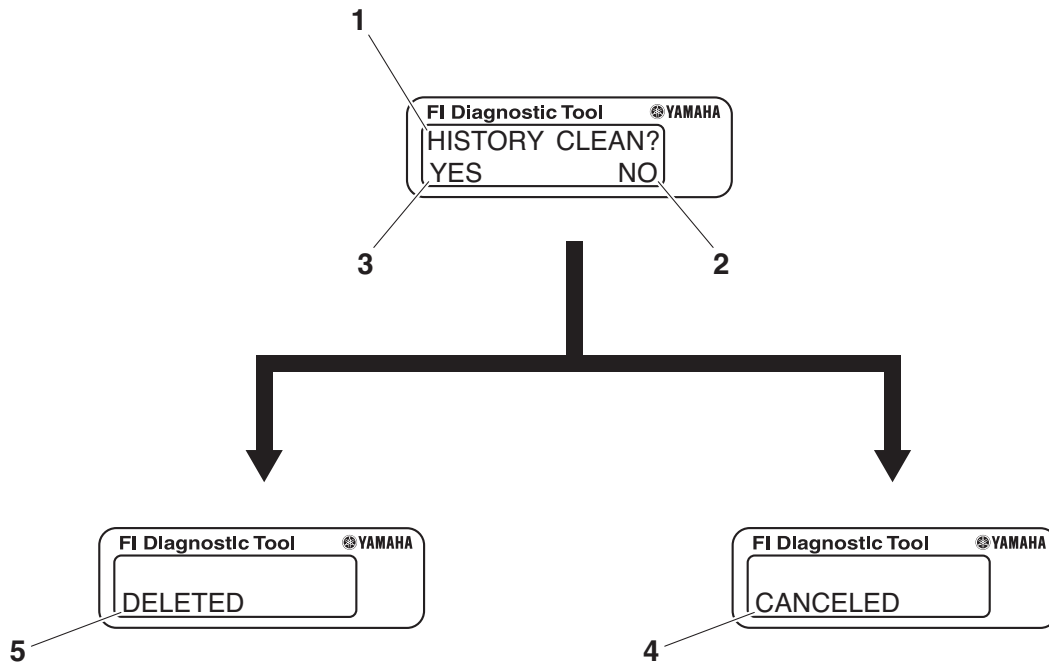 1
FI Diagnostic Tool YAMAHA
HISTORY CLEAN?
YES NO
3 2
FI Diagnostic Tool YAMAHA
DELETED
5
FI Diagnostic Tool YAMAHA
CANCELED
4